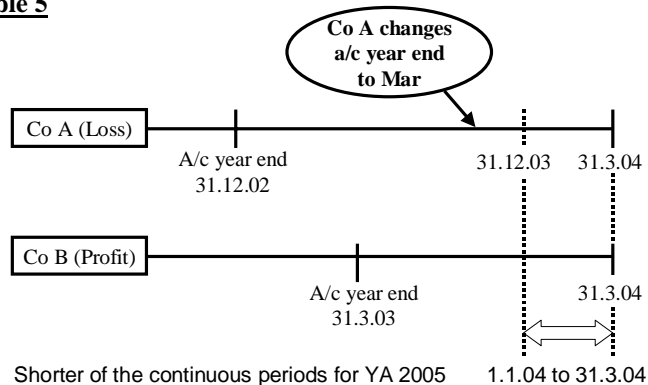 ble 5
Co A changes
a/c year end
to Mar
Co A (Loss)
A/c year end
31.12.02
31.12.03 31.3.04
Co B (Profit)
A/c year end
31.3.03
31.3.04
Shorter of the continuous periods for YA 2005 1.1.04 to 31.3.04